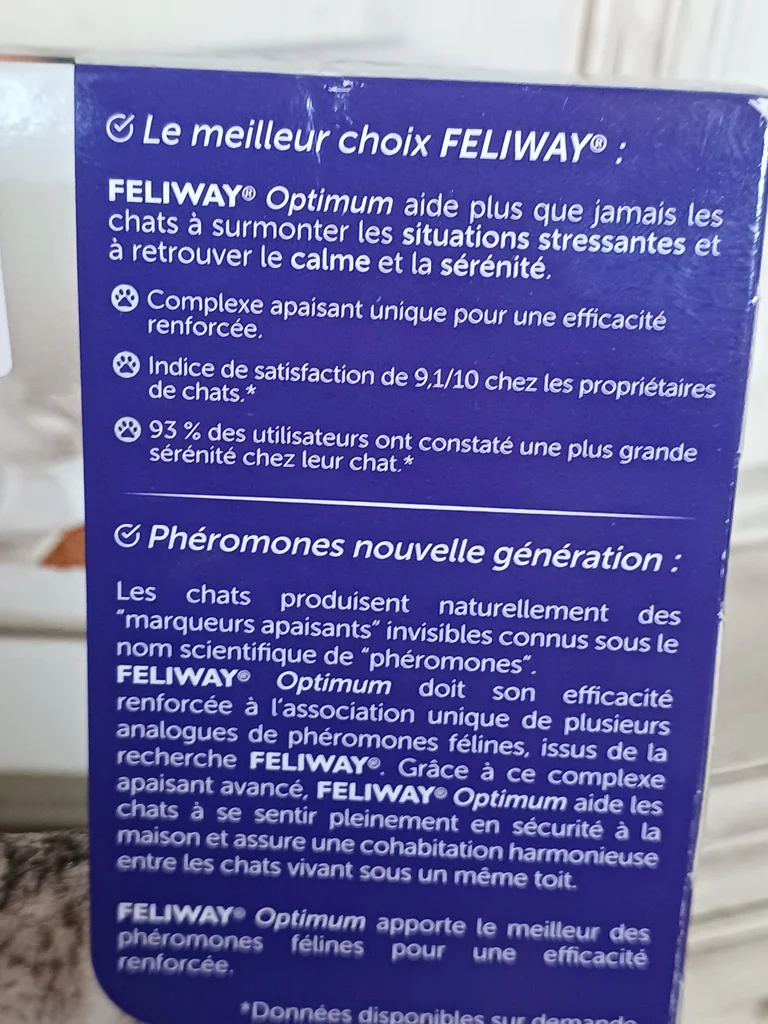 Le meilleur choix FELIWAY® :
FELIWAY® Optimum aide plus que jamais les
chats à surmonter les situations stressantes et
à retrouver le calme et la sérénité.
Complexe apaisant unique pour une efficacité
renforcée.
Indice de satisfaction de 9,1/10 chez les propriétaires
de chats.*
93 % des utilisateurs ont constaté une plus grande
sérénité chez leur chat.*
Phéromones nouvelle génération :
Les chats produisent naturellement des
"marqueurs apaisants" invisibles connus sous le
nom scientifique de "phéromones".
FELIWAY® Optimum doit son efficacité
renforcée à l'association unique de plusieurs
analogues de phéromones félines, issus de la
recherche FELIWAY®. Grâce à ce complexe
apaisant avancé, FELIWAY® Optimum aide les
chats à se sentir pleinement en sécurité à la
maison et assure une cohabitation harmonieuse
entre les chats vivant sous un même toit.
FELIWAY® Optimum apporte le meilleur des
phéromones félines pour une efficacité
renforcée.
*Données disponibles sur demande